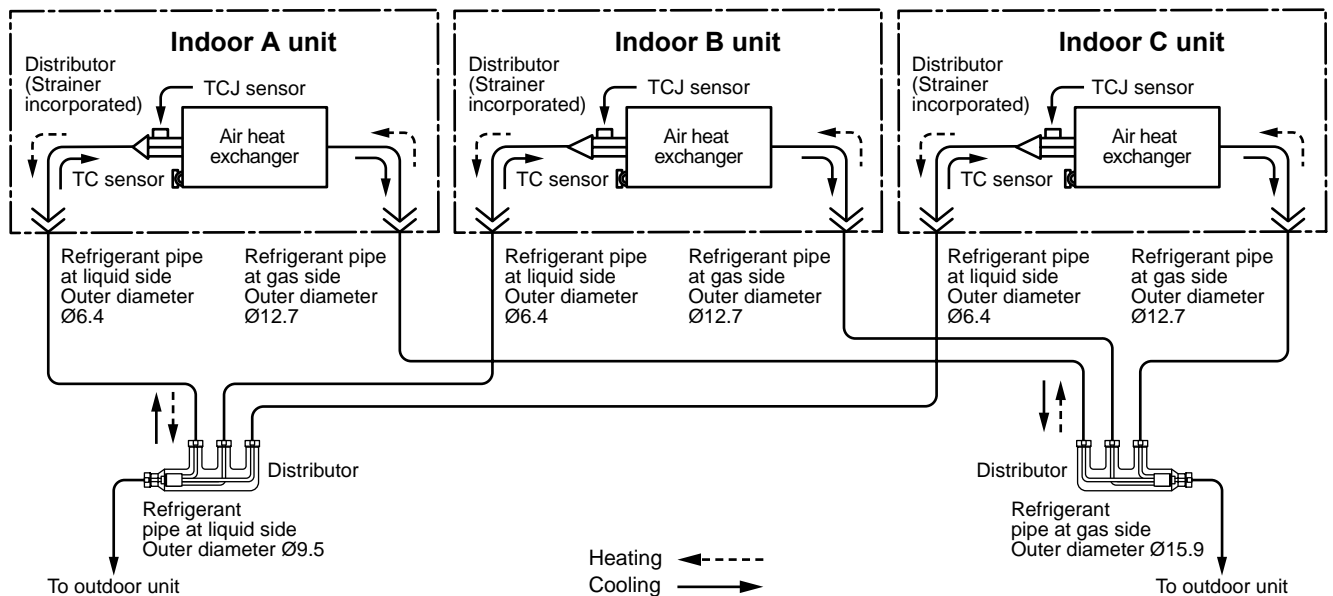 Indoor A unit
Distributor
(Strainer
incorporated)
TCJ sensor
Air heat
exchanger
TC sensor
Refrigerant pipe
at liquid side
Outer diameter
Ø6.4
Refrigerant pipe
at gas side
Outer diameter
Ø12.7
Indoor B unit
Distributor
(Strainer
incorporated)
TCJ sensor
Air heat
exchanger
TC sensor
Refrigerant pipe
at liquid side
Outer diameter
Ø6.4
Refrigerant pipe
at gas side
Outer diameter
Ø12.7
Indoor C unit
Distributor
(Strainer
incorporated)
TCJ sensor
Air heat
exchanger
TC sensor
Refrigerant pipe
at liquid side
Outer diameter
Ø6.4
Refrigerant pipe
at gas side
Outer diameter
Ø12.7
Distributor
Refrigerant
pipe at liquid side
Outer diameter Ø9.5
To outdoor unit
Heating
Cooling
Distributor
Refrigerant
pipe at gas side
Outer diameter Ø15.9
To outdoor unit